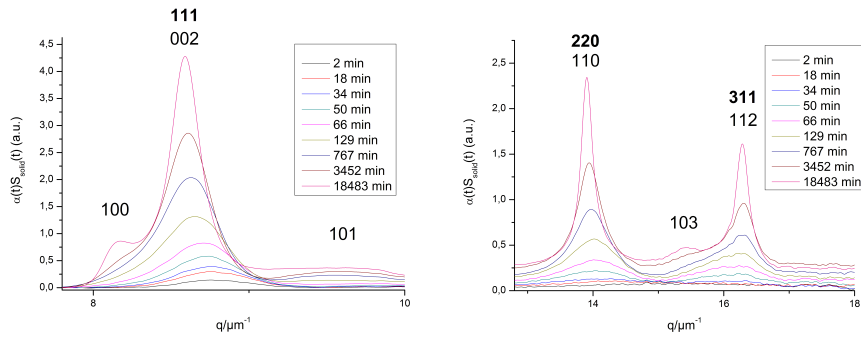 111
002
100
101
4,5
4,0
3,5
3,0
2,5
2,0
1,5
1,0
0,5
0,0
α(t)S_solid(t) (a.u.)
8
10
q/µm⁻¹
2 min
18 min
34 min
50 min
66 min
129 min
767 min
3452 min
18483 min
220
110
311
112
103
2,5
2,0
1,5
1,0
0,5
0,0
α(t)S_solid(t) (a.u.)
14
16
18
q/µm⁻¹
2 min
18 min
34 min
50 min
66 min
129 min
767 min
3452 min
18483 min